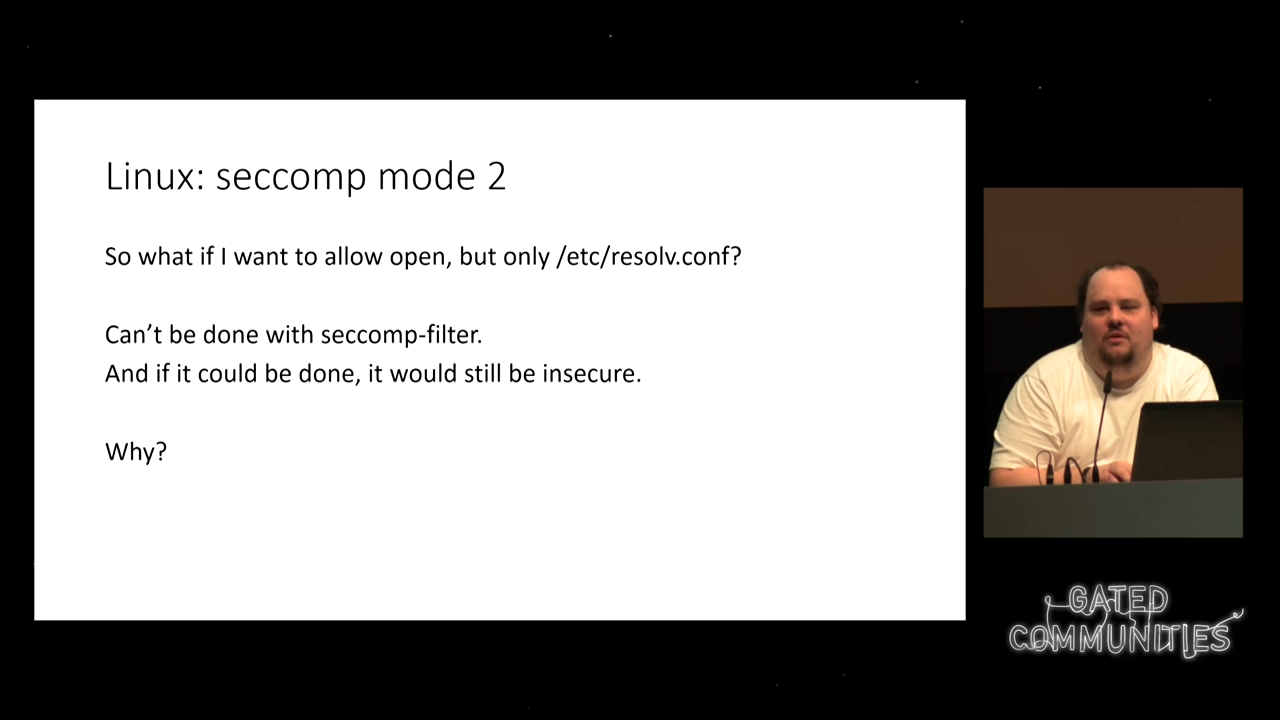 Linux: seccomp mode 2
So what if I want to allow open, but only /etc/resolv.conf?
Can’t be done with seccomp-filter.
And if it could be done, it would still be insecure.
Why?
GATED
COMMUNITIES